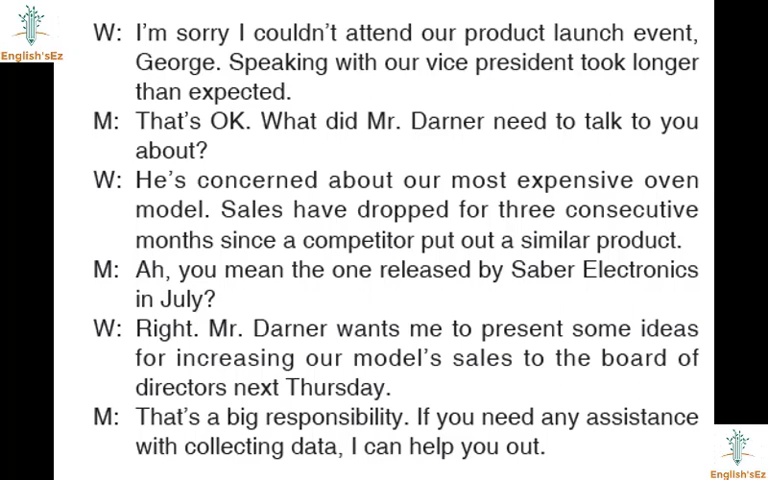 English'sEz
W: I'm sorry I couldn't attend our product launch event,
George. Speaking with our vice president took longer
than expected.
M: That's OK. What did Mr. Darner need to talk to you
about?
W: He's concerned about our most expensive oven
model. Sales have dropped for three consecutive
months since a competitor put out a similar product.
M: Ah, you mean the one released by Saber Electronics
in July?
W: Right. Mr. Darner wants me to present some ideas
for increasing our model's sales to the board of
directors next Thursday.
M: That's a big responsibility. If you need any assistance
with collecting data, I can help you out.
English'sEz